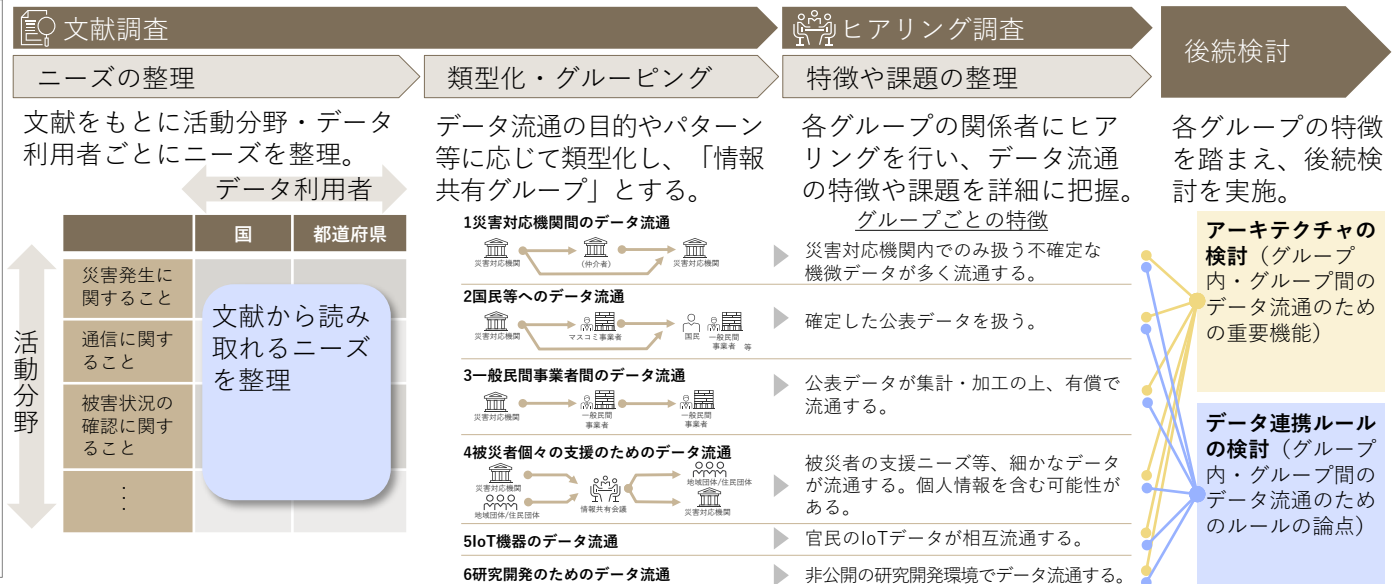 文献調査
ヒアリング調査
後続検討
ニーズの整理
類型化・グルーピング
特徴や課題の整理
文献をもとに活動分野・データ
利用者ごとにニーズを整理。
データ利用者
国
都道府県
活動分野
災害発生に
関すること
通信に関す
ること
被害状況の
確認に関す
ること
：
文献から読み
取れるニーズ
を整理
データ流通の目的やパターン
等に応じて類型化し、「情報
共有グループ」とする。
各グループの関係者にヒア
リングを行い、データ流通
の特徴や課題を詳細に把握。
グループごとの特徴
1災害対応機関間のデータ流通
災害対応機関
(仲介者)
災害対応機関
災害対応機関内でのみ扱う不確定な
機微データが多く流通する。
2国民等へのデータ流通
災害対応機関
マスコミ事業者
国民
一般民間
事業者
等
確定した公表データを扱う。
3一般民間事業者間のデータ流通
災害対応機関
一般民間
事業者
一般民間
事業者
公表データが集計・加工の上、有償で
流通する。
4被災者個々の支援のためのデータ流通
災害対応機関
地域団体/住民団体
情報共有会議
地域団体/住民団体
災害対応機関
被災者の支援ニーズ等、細かなデータ
が流通する。個人情報を含む可能性が
ある。
5IoT機器のデータ流通
官民のIoTデータが相互流通する。
6研究開発のためのデータ流通
非公開の研究開発環境でデータ流通する。
各グループの特徴
を踏まえ、後続検
討を実施。
アーキテクチャの
検討（グループ
内・グループ間の
データ流通のため
の重要機能）
データ連携ルール
の検討（グループ
内・グループ間の
データ流通のため
のルールの論点）